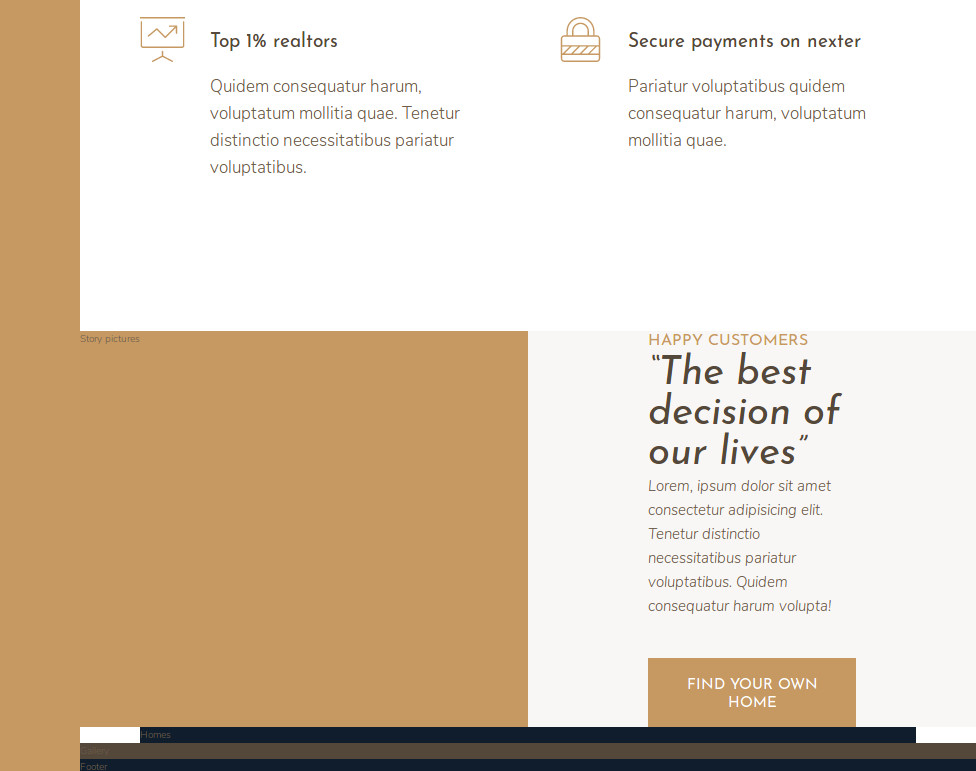 Top 1% realtors
Quidem consequatur harum,
voluptatum mollitia quae. Tenetur
distinctio necessitatibus pariatur
voluptatibus.
Secure payments on nexter
Pariatur voluptatibus quidem
consequatur harum, voluptatum
mollitia quae.
Story pictures
HAPPY CUSTOMERS
“The best
decision of
our lives”
Lorem, ipsum dolor sit amet
consectetur adipisicing elit.
Tenetur distinctio
necessitatibus pariatur
voluptatibus. Quidem
consequatur harum volupta!
FIND YOUR OWN
HOME
Homes
Gallery
Footer